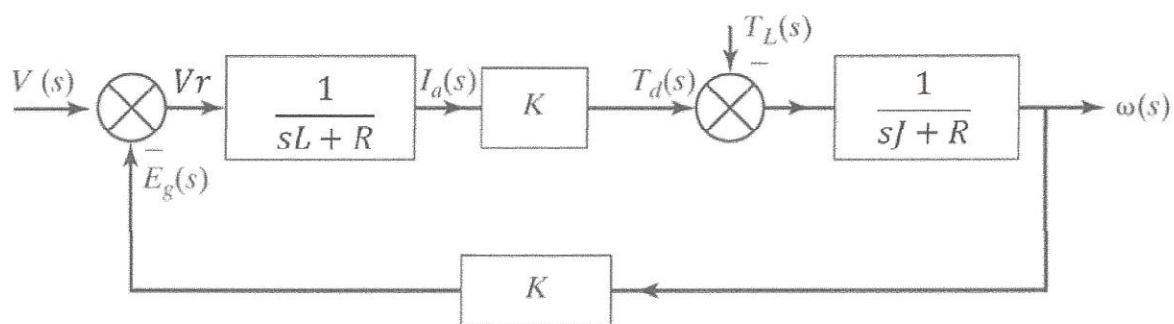 T_L(s)
−
V (s)
Vr
1
sL + R
I_a(s)
K
T_d(s)
1
sJ + R
ω(s)
−
E_g(s)
K